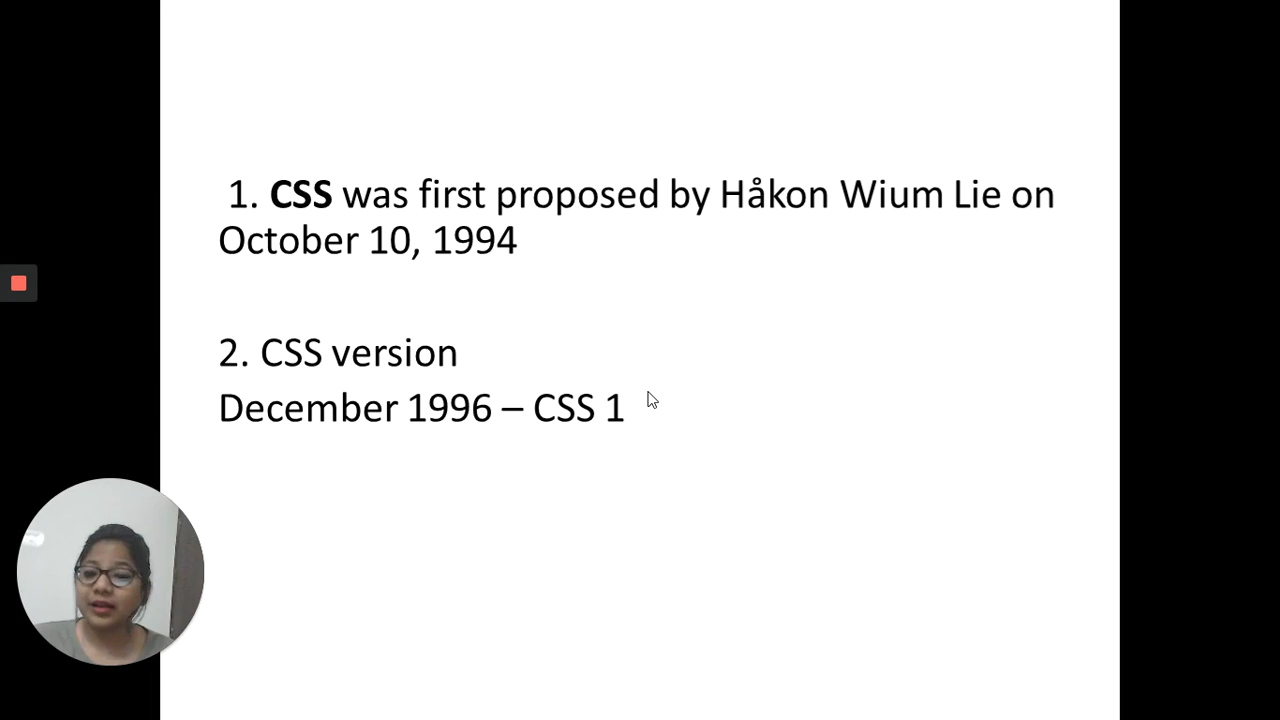 1. CSS was first proposed by Håkon Wium Lie on
October 10, 1994
2. CSS version
December 1996 – CSS 1